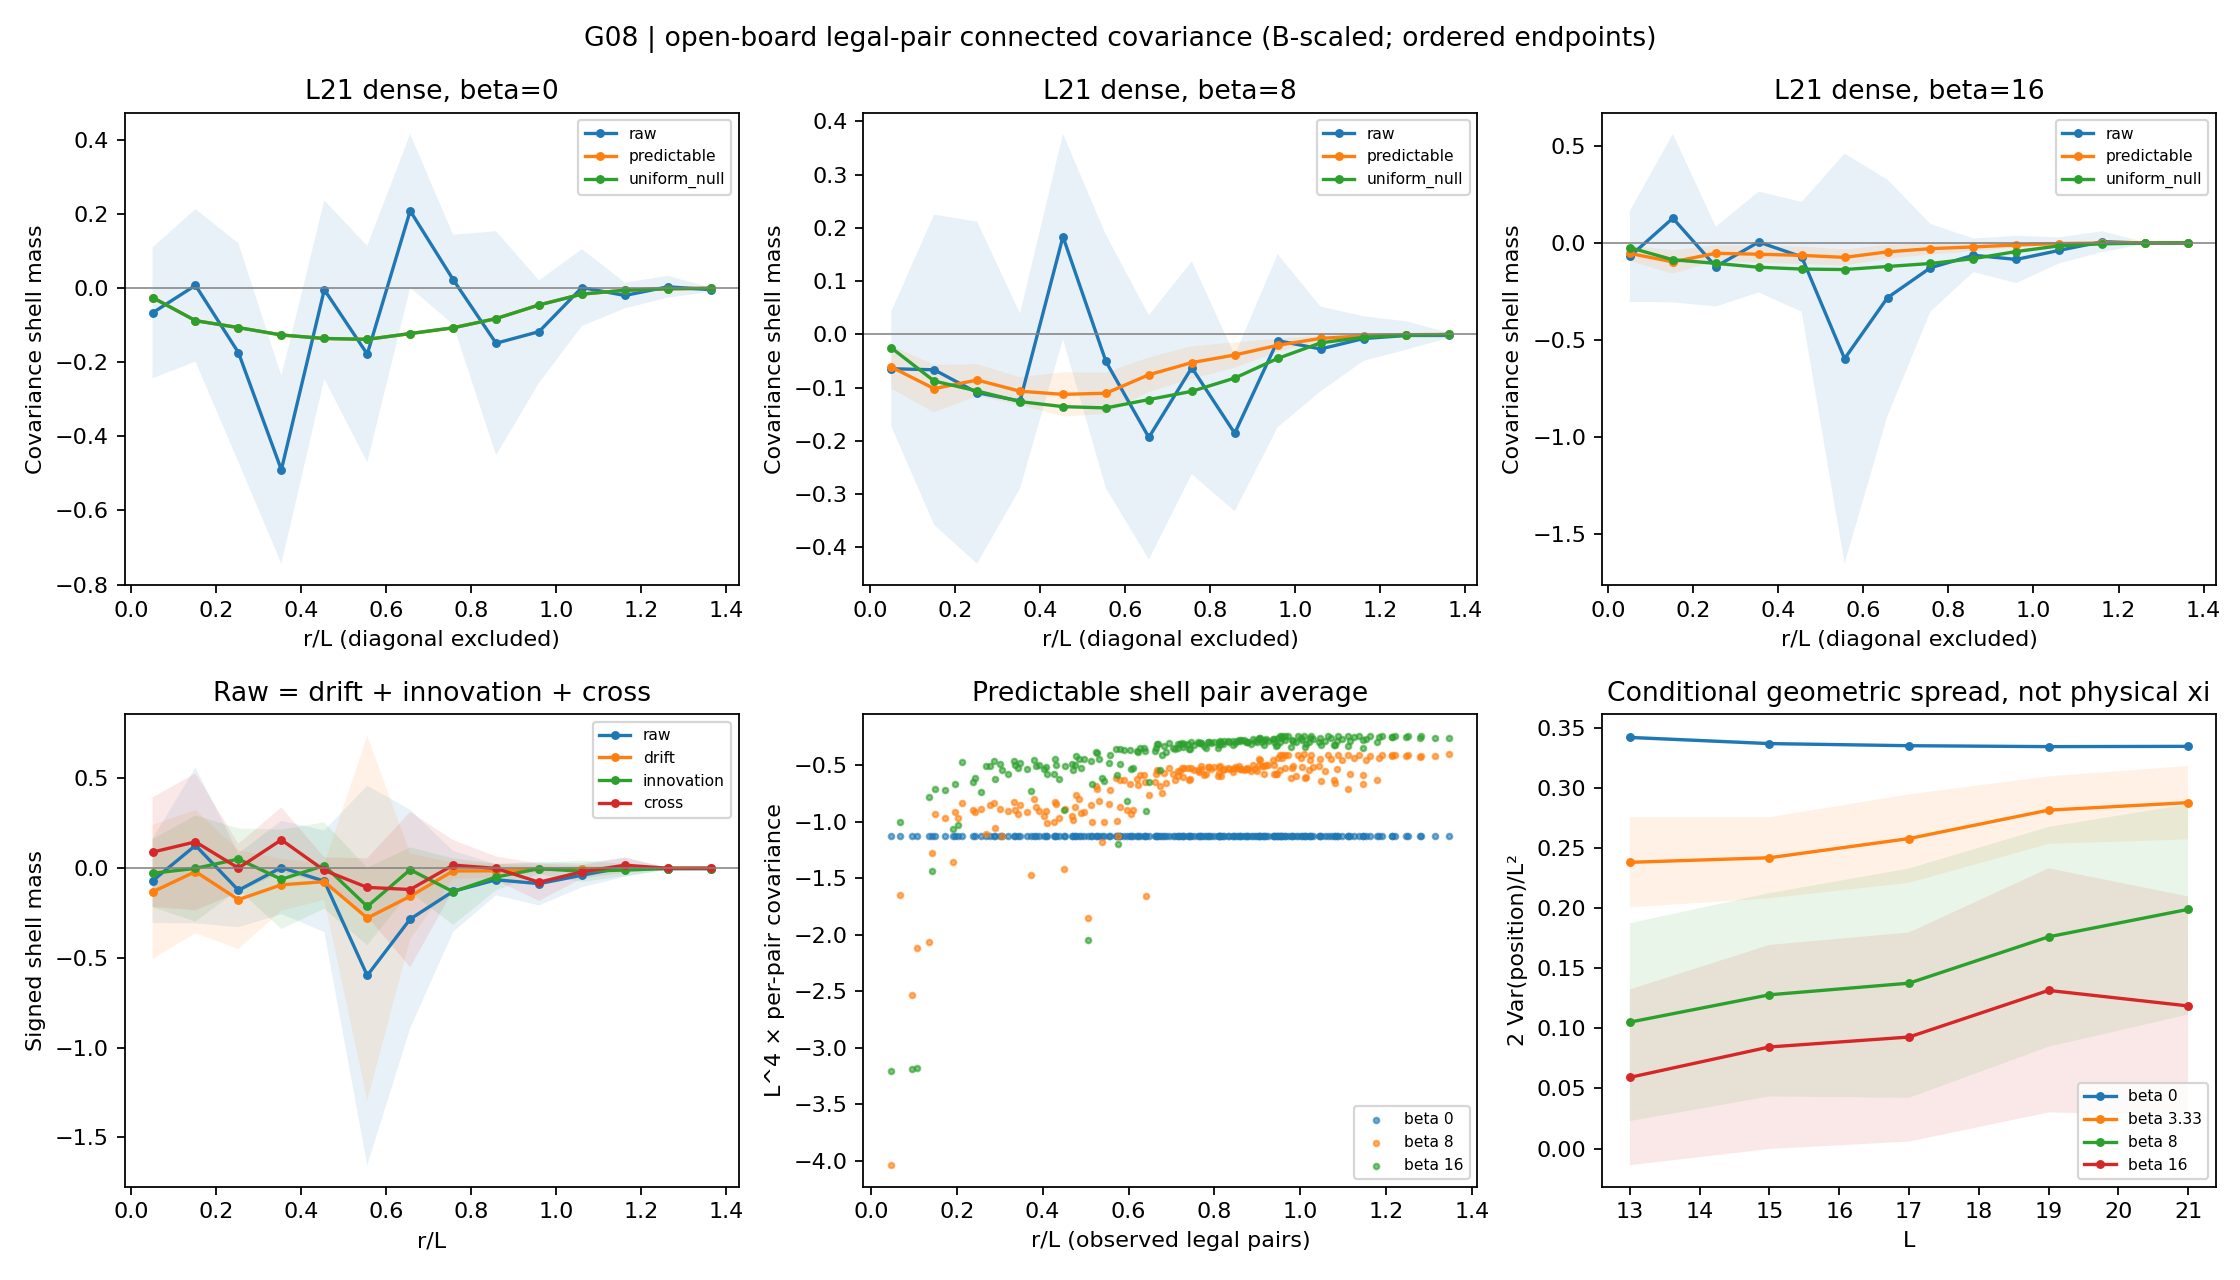 G08 | open-board legal-pair connected covariance (B-scaled; ordered endpoints)
L21 dense, beta=0
Covariance shell mass
0.4
0.2
0.0
−0.2
−0.4
−0.6
−0.8
0.0 0.2 0.4 0.6 0.8 1.0 1.2 1.4
r/L (diagonal excluded)
raw
predictable
uniform_null
L21 dense, beta=8
Covariance shell mass
0.4
0.3
0.2
0.1
0.0
−0.1
−0.2
−0.3
−0.4
0.0 0.2 0.4 0.6 0.8 1.0 1.2 1.4
r/L (diagonal excluded)
raw
predictable
uniform_null
L21 dense, beta=16
Covariance shell mass
0.5
0.0
−0.5
−1.0
−1.5
0.0 0.2 0.4 0.6 0.8 1.0 1.2 1.4
r/L (diagonal excluded)
raw
predictable
uniform_null
Raw = drift + innovation + cross
Signed shell mass
0.5
0.0
−0.5
−1.0
−1.5
0.0 0.2 0.4 0.6 0.8 1.0 1.2 1.4
r/L
raw
drift
innovation
cross
Predictable shell pair average
L^4 × per-pair covariance
−0.5
−1.0
−1.5
−2.0
−2.5
−3.0
−3.5
−4.0
0.0 0.2 0.4 0.6 0.8 1.0 1.2 1.4
r/L (observed legal pairs)
beta 0
beta 8
beta 16
Conditional geometric spread, not physical xi
2 Var(position)/L²
0.35
0.30
0.25
0.20
0.15
0.10
0.05
0.00
13 14 15 16 17 18 19 20 21
L
beta 0
beta 3.33
beta 8
beta 16